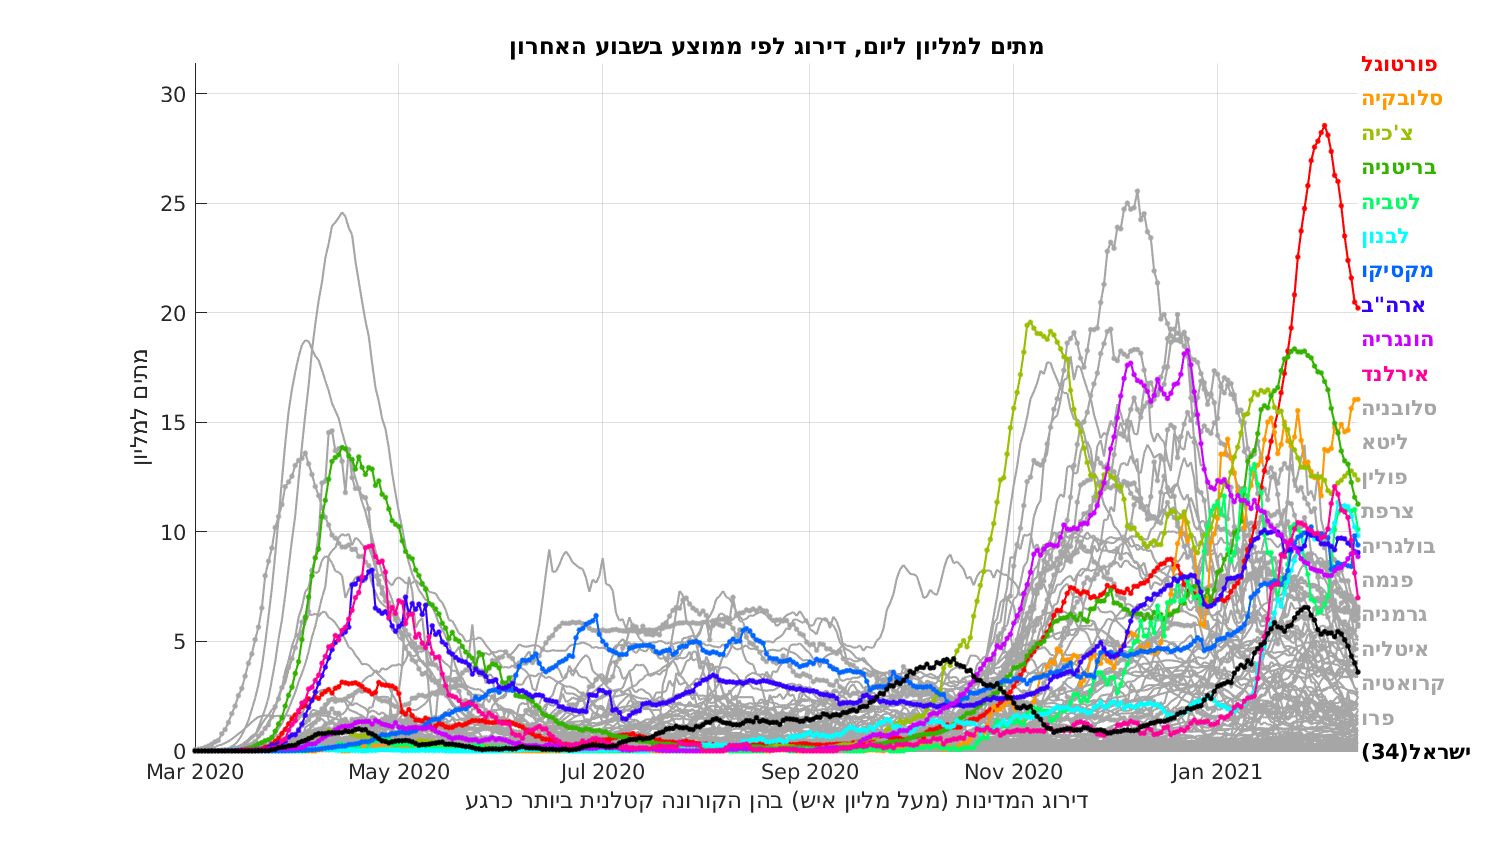 מתים למליון ליום, דירוג לפי ממוצע בשבוע האחרון
מתים למליון
30
25
20
15
10
5
0
Mar 2020
May 2020
Jul 2020
Sep 2020
Nov 2020
Jan 2021
דירוג המדינות (מעל מליון איש) בהן הקורונה קטלנית ביותר כרגע
פורטוגל
סלובקיה
צ'כיה
בריטניה
לטביה
לבנון
מקסיקו
ארה"ב
הונגריה
אירלנד
סלובניה
ליטא
פולין
צרפת
בולגריה
פנמה
גרמניה
איטליה
קרואטיה
פרו
ישראל(34)